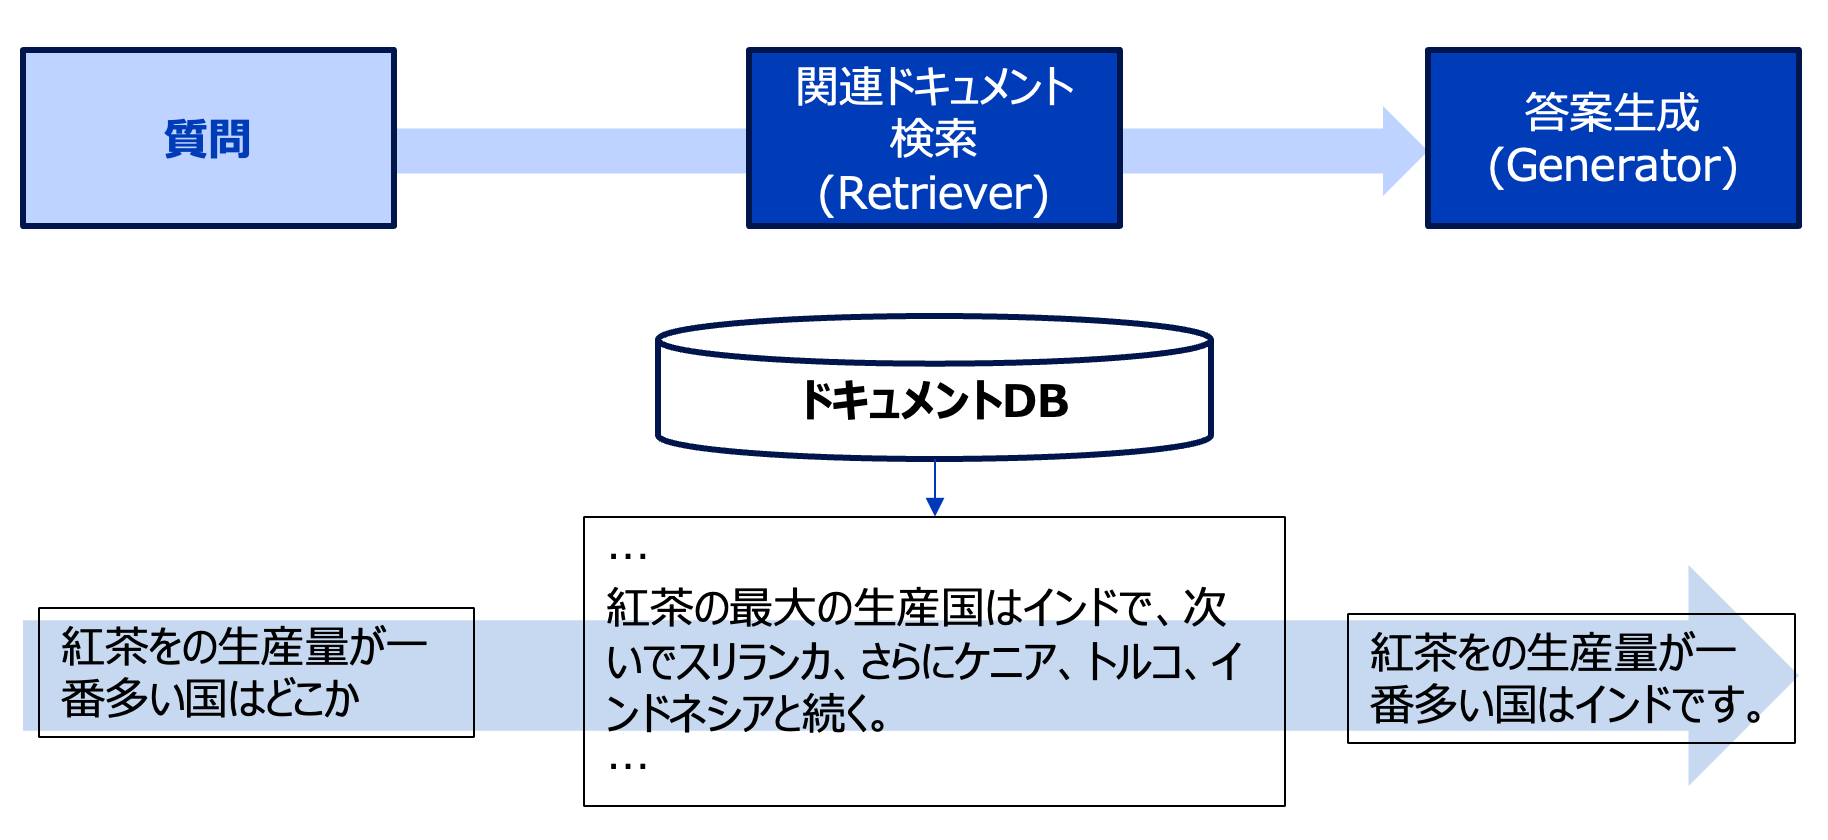 質問
関連ドキュメント
検索
(Retriever)
答案生成
(Generator)
ドキュメントDB
…
紅茶の最大の生産国はインドで、次
いでスリランカ、さらにケニア、トルコ、イ
ンドネシアと続く。
…
紅茶をの生産量が一
番多い国はどこか
紅茶をの生産量が一
番多い国はインドです。